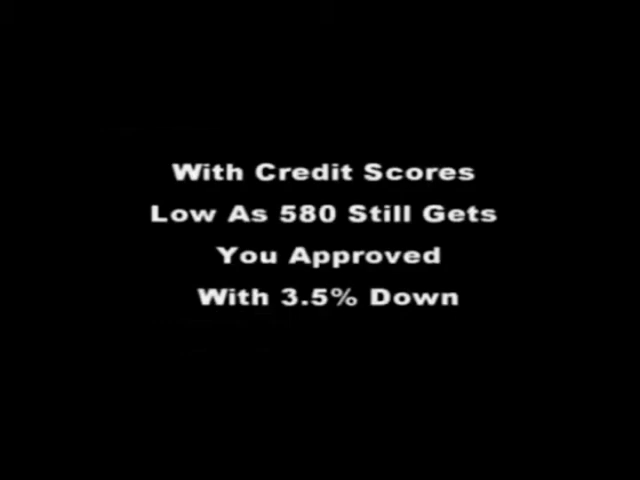 With Credit Scores
Low As 580 Still Gets
You Approved
With 3.5% Down